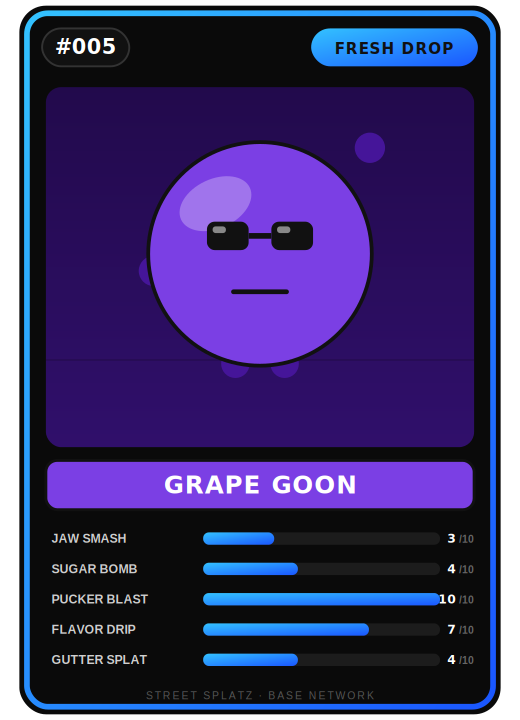 #005 FRESH DROP
GRAPE GOON
JAW SMASH 3 /10
SUGAR BOMB 4 /10
PUCKER BLAST 10 /10
FLAVOR DRIP 7 /10
GUTTER SPLAT 4 /10
STREET SPLATZ · BASE NETWORK